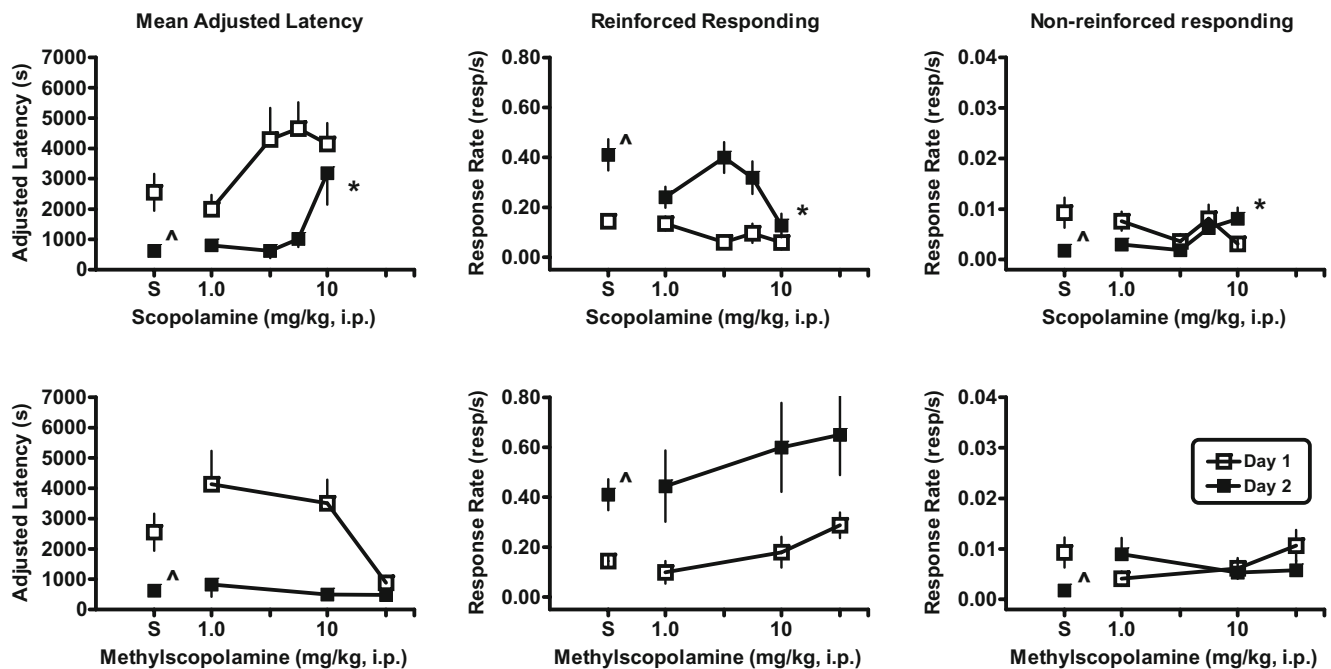 Mean Adjusted Latency
Reinforced Responding
Non-reinforced responding
Adjusted Latency (s)
7000
6000
5000
4000
3000
2000
1000
0
^
*
S
1.0
10
Scopolamine (mg/kg, i.p.)
Response Rate (resp/s)
0.80
0.60
0.40
0.20
0.00
^
*
S
1.0
10
Scopolamine (mg/kg, i.p.)
Response Rate (resp/s)
0.04
0.03
0.02
0.01
0.00
^
*
S
1.0
10
Scopolamine (mg/kg, i.p.)
Adjusted Latency (s)
7000
6000
5000
4000
3000
2000
1000
0
^
S
1.0
10
Methylscopolamine (mg/kg, i.p.)
Response Rate (resp/s)
0.80
0.60
0.40
0.20
0.00
^
S
1.0
10
Methylscopolamine (mg/kg, i.p.)
Response Rate (resp/s)
0.04
0.03
0.02
0.01
0.00
Day 1
Day 2
^
S
1.0
10
Methylscopolamine (mg/kg, i.p.)